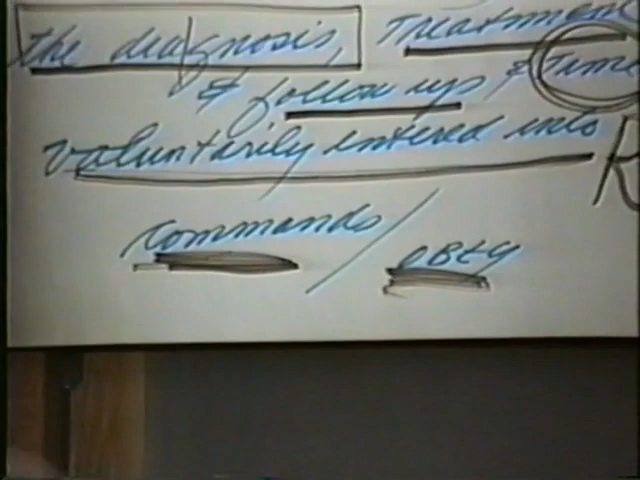 the diagnosis, Treatment
& follow up & Time
Voluntarily entered into R
Commands / OBEY